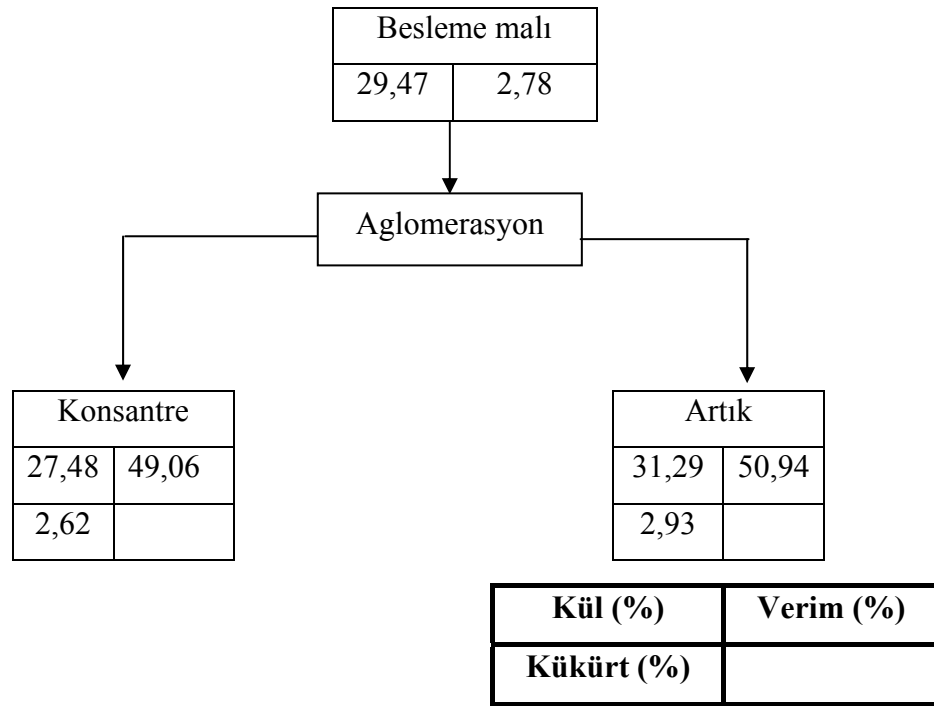 Besleme malı
29,47 2,78
Aglomerasyon
Konsantre
27,48 49,06
2,62
Artık
31,29 50,94
2,93
Kül (%) Verim (%)
Kükürt (%)